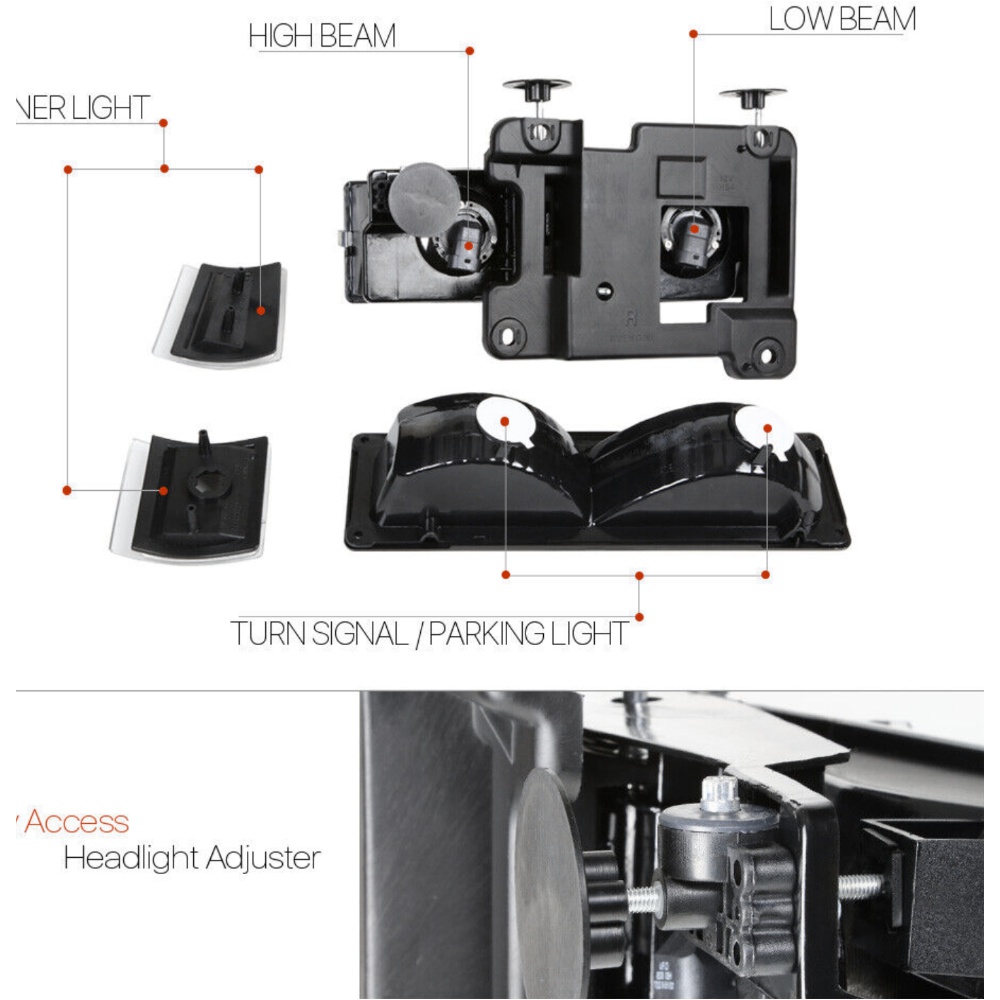 HIGH BEAM
LOW BEAM
NER LIGHT
R
TURN SIGNAL / PARKING LIGHT
y Access
Headlight Adjuster